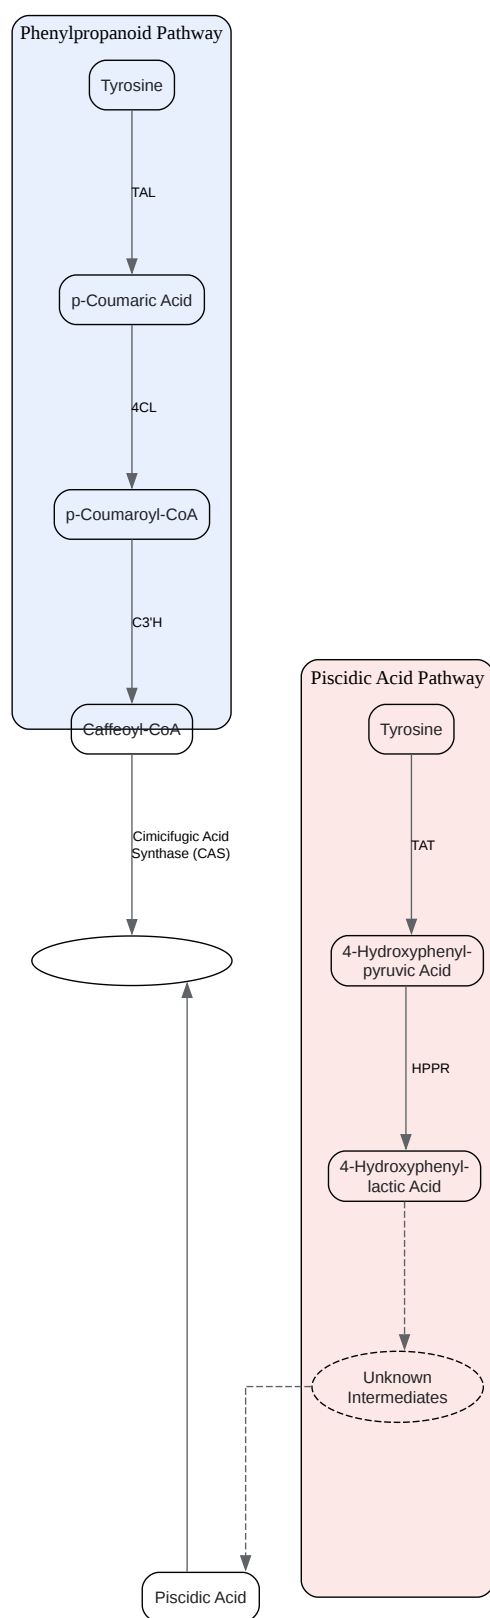 Phenylpropanoid Pathway
Tyrosine
TAL
p-Coumaric Acid
4CL
p-Coumaroyl-CoA
C3'H
Caffeoyl-CoA
Cimicifugic Acid
Synthase (CAS)
Piscidic Acid Pathway
Tyrosine
TAT
4-Hydroxyphenyl-
pyruvic Acid
HPPR
4-Hydroxyphenyl-
lactic Acid
Unknown
Intermediates
Piscidic Acid